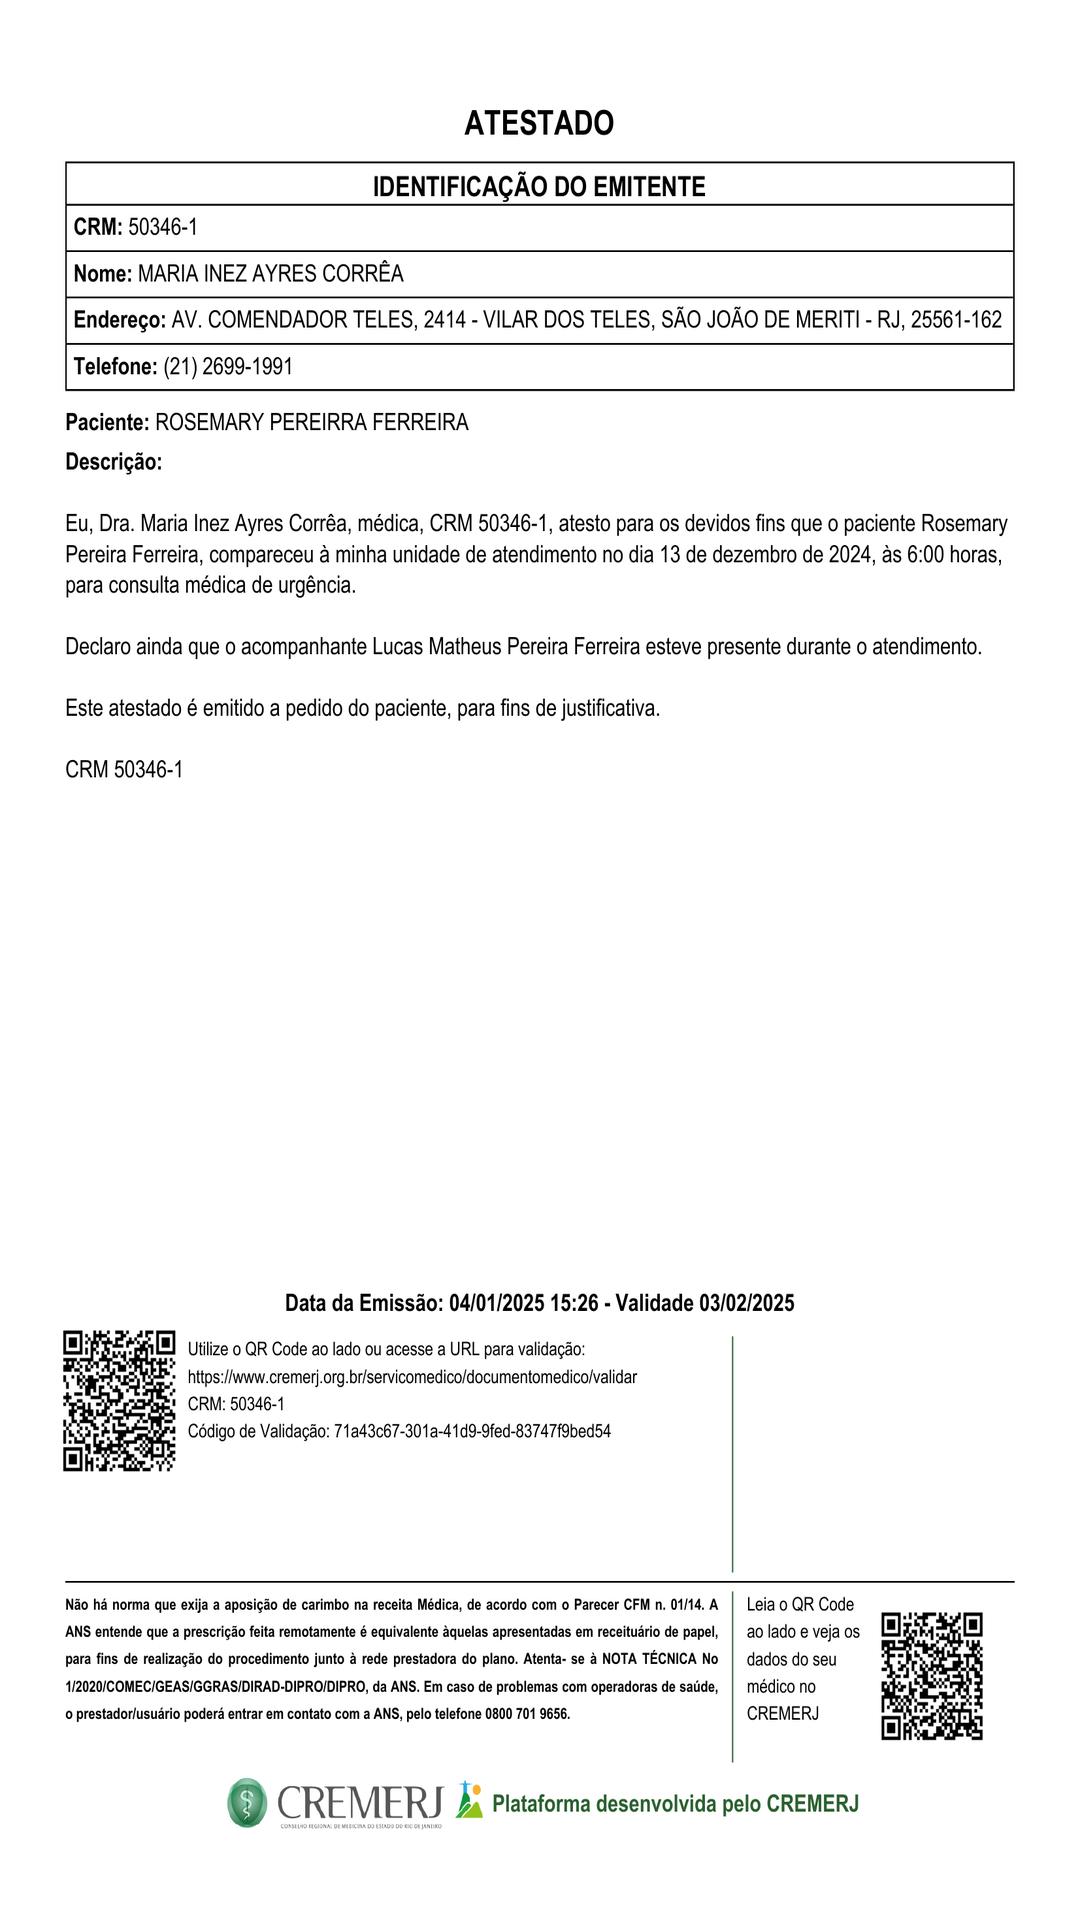 ATESTADO
IDENTIFICAÇÃO DO EMITENTE
CRM: 50346-1
Nome: MARIA INEZ AYRES CORRÊA
Endereço: AV. COMENDADOR TELES, 2414 - VILAR DOS TELES, SÃO JOÃO DE MERITI - RJ, 25561-162
Telefone: (21) 2699-1991
Paciente: ROSEMARY PEREIRRA FERREIRA
Descrição:
Eu, Dra. Maria Inez Ayres Corrêa, médica, CRM 50346-1, atesto para os devidos fins que o paciente Rosemary
Pereira Ferreira, compareceu à minha unidade de atendimento no dia 13 de dezembro de 2024, às 6:00 horas,
para consulta médica de urgência.
Declaro ainda que o acompanhante Lucas Matheus Pereira Ferreira esteve presente durante o atendimento.
Este atestado é emitido a pedido do paciente, para fins de justificativa.
CRM 50346-1
Data da Emissão: 04/01/2025 15:26 - Validade 03/02/2025
Utilize o QR Code ao lado ou acesse a URL para validação:
https://www.cremerj.org.br/servicomedico/documentomedico/validar
CRM: 50346-1
Código de Validação: 71a43c67-301a-41d9-9fed-83747f9bed54
Não há norma que exija a aposição de carimbo na receita Médica, de acordo com o Parecer CFM n. 01/14. A
ANS entende que a prescrição feita remotamente é equivalente àquelas apresentadas em receituário de papel,
para fins de realização do procedimento junto à rede prestadora do plano. Atenta- se à NOTA TÉCNICA No
1/2020/COMEC/GEAS/GGRAS/DIRAD-DIPRO/DIPRO, da ANS. Em caso de problemas com operadoras de saúde,
o prestador/usuário poderá entrar em contato com a ANS, pelo telefone 0800 701 9656.
Leia o QR Code
ao lado e veja os
dados do seu
médico no
CREMERJ
CREMERJ
CONSELHO REGIONAL DE MEDICINA DO ESTADO DO RIO DE JANEIRO
Plataforma desenvolvida pelo CREMERJ